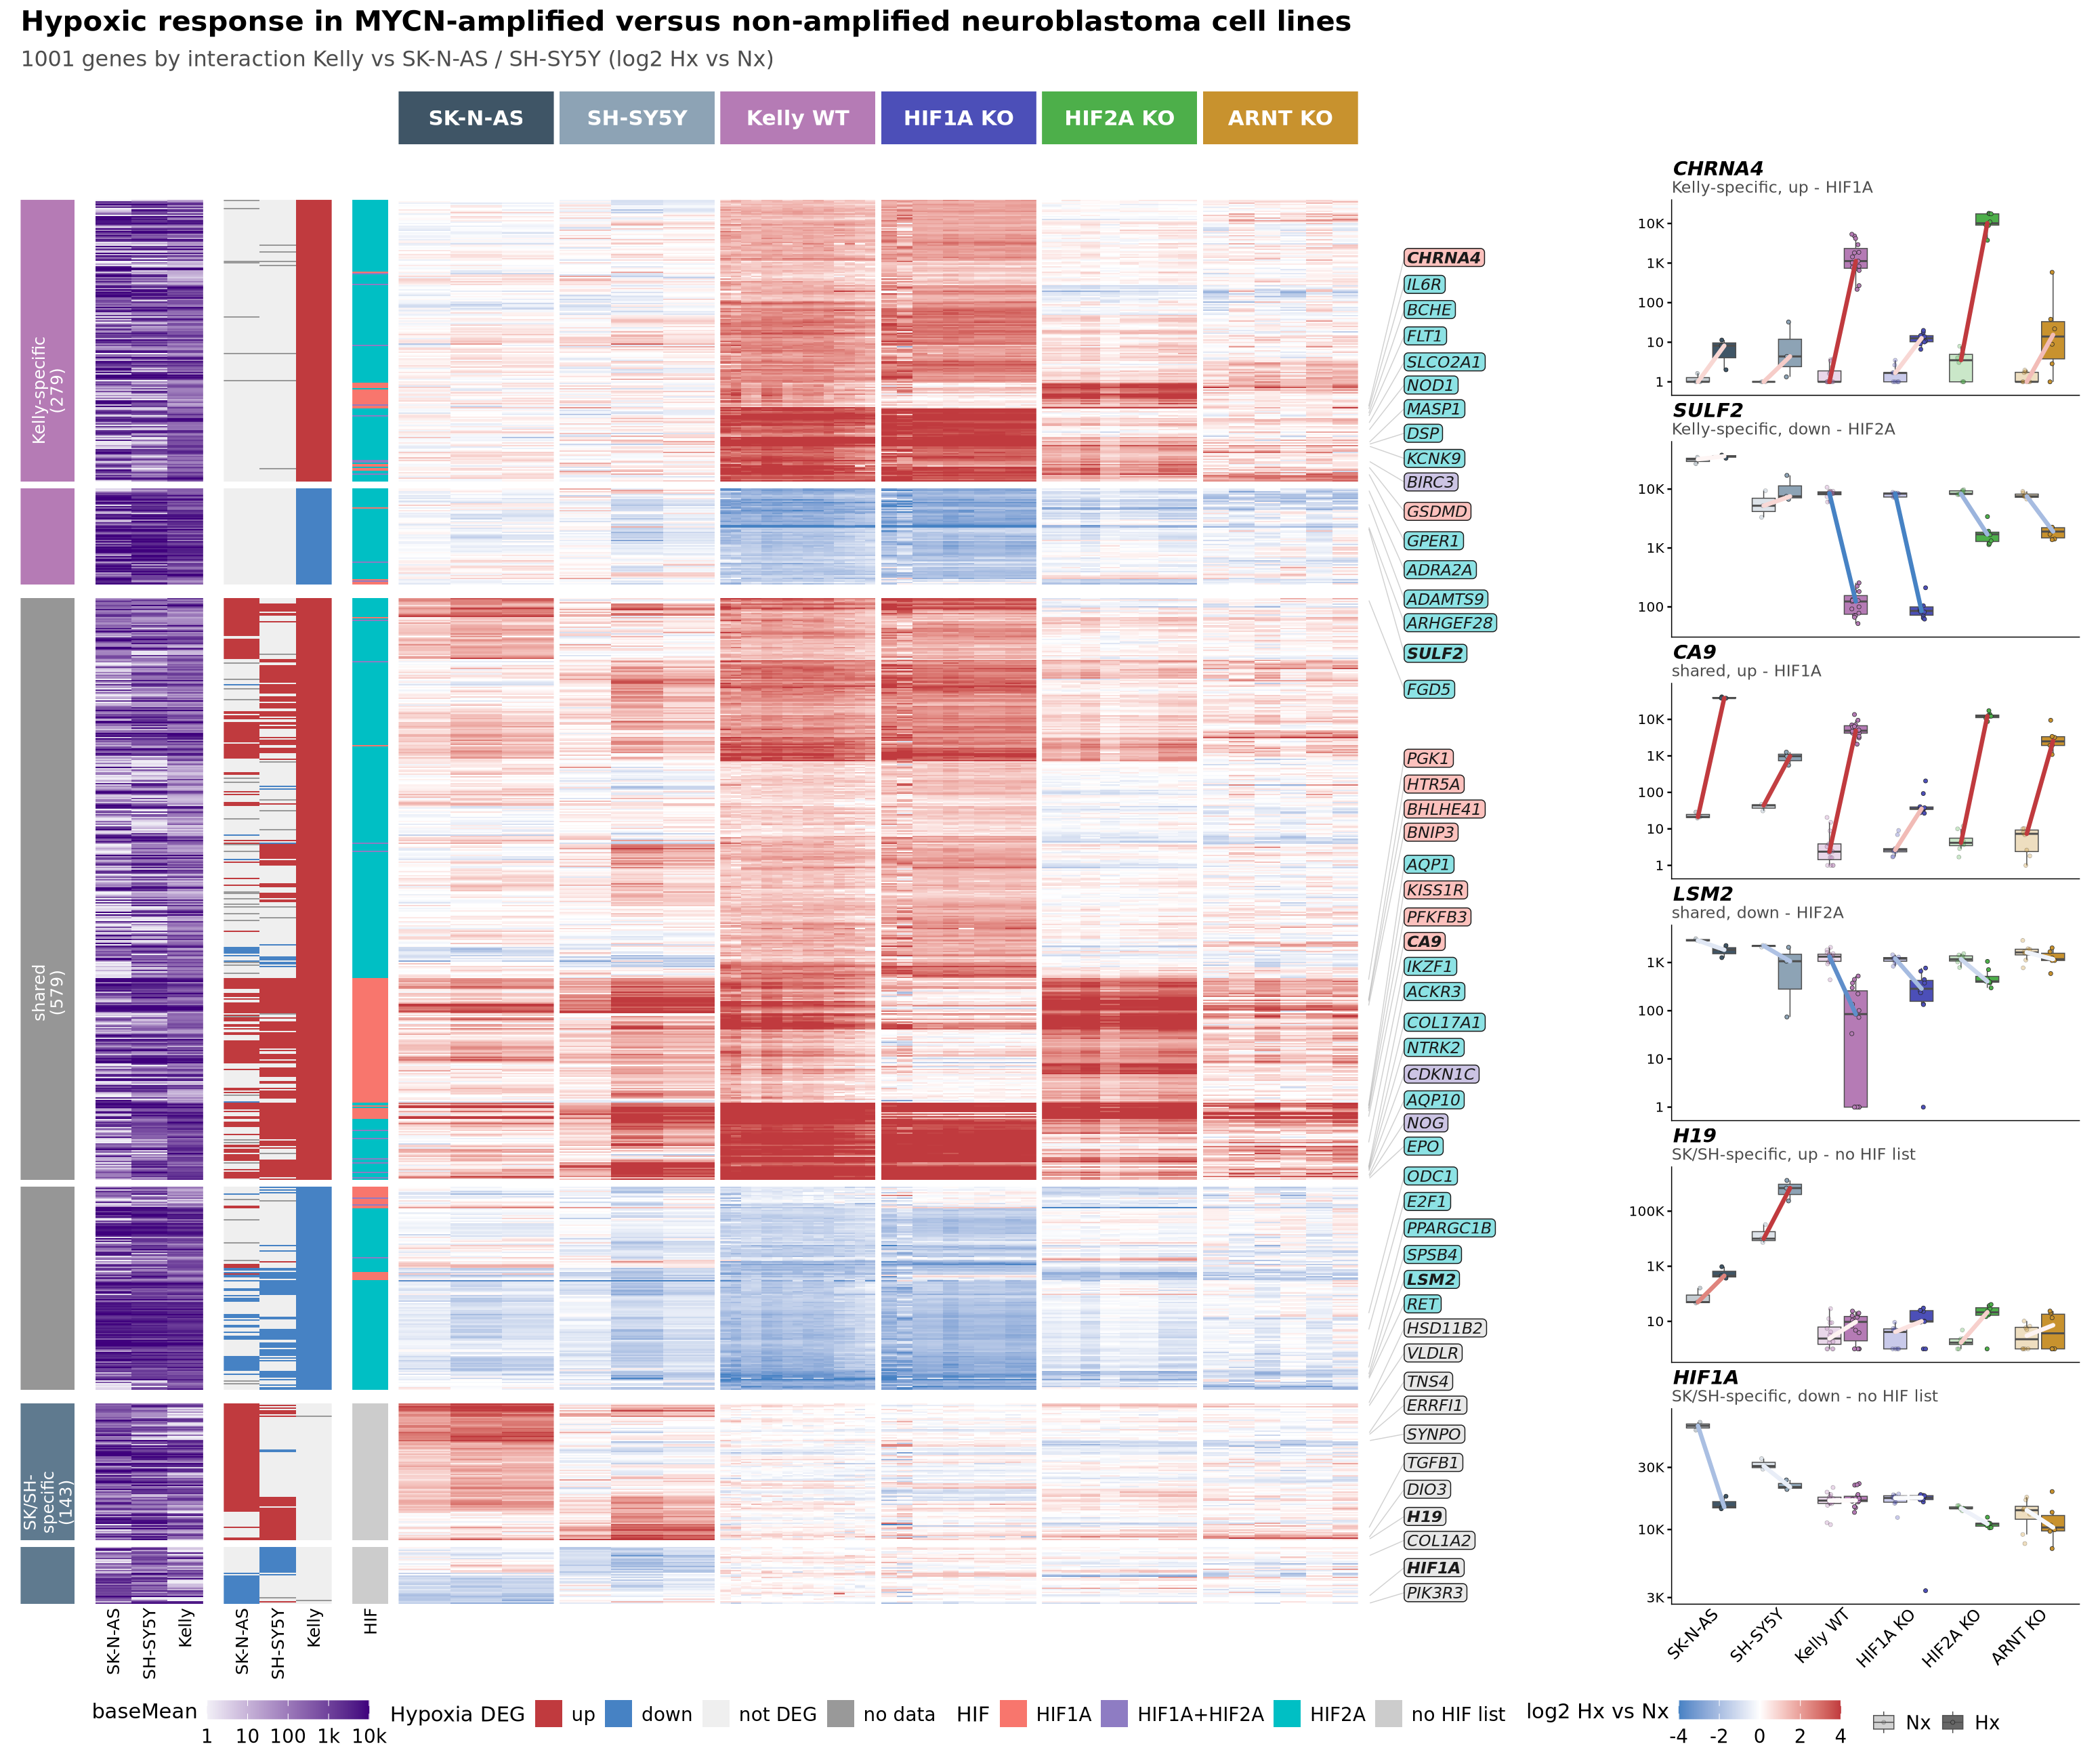 Hypoxic response in MYCN-amplified versus non-amplified neuroblastoma cell lines
1001 genes by interaction Kelly vs SK-N-AS / SH-SY5Y (log2 Hx vs Nx)
SK-N-AS
SH-SY5Y
Kelly WT
HIF1A KO
HIF2A KO
ARNT KO
Kelly-specific
(279)
shared
(579)
SK/SH-
specific
(143)
SK-N-AS
SH-SY5Y
Kelly
SK-N-AS
SH-SY5Y
Kelly
HIF
CHRNA4
IL6R
BCHE
FLT1
SLCO2A1
NOD1
MASP1
DSP
KCNK9
BIRC3
GSDMD
GPER1
ADRA2A
ADAMTS9
ARHGEF28
SULF2
FGD5
PGK1
HTR5A
BHLHE41
BNIP3
AQP1
KISS1R
PFKFB3
CA9
IKZF1
ACKR3
COL17A1
NTRK2
CDKN1C
AQP10
NOG
EPO
ODC1
E2F1
PPARGC1B
SPSB4
LSM2
RET
HSD11B2
VLDLR
TNS4
ERRFI1
SYNPO
TGFB1
DIO3
H19
COL1A2
HIF1A
PIK3R3
CHRNA4
Kelly-specific, up - HIF1A
10K
1K
100
10
1
SULF2
Kelly-specific, down - HIF2A
10K
1K
100
CA9
shared, up - HIF1A
10K
1K
100
10
1
LSM2
shared, down - HIF2A
1K
100
10
1
H19
SK/SH-specific, up - no HIF list
100K
1K
10
HIF1A
SK/SH-specific, down - no HIF list
30K
10K
3K
SK-N-AS
SH-SY5Y
Kelly WT
HIF1A KO
HIF2A KO
ARNT KO
baseMean
1 10 100 1k 10k
Hypoxia DEG up down not DEG no data
HIF HIF1A HIF1A+HIF2A HIF2A no HIF list
log2 Hx vs Nx
-4 -2 0 2 4
Nx Hx